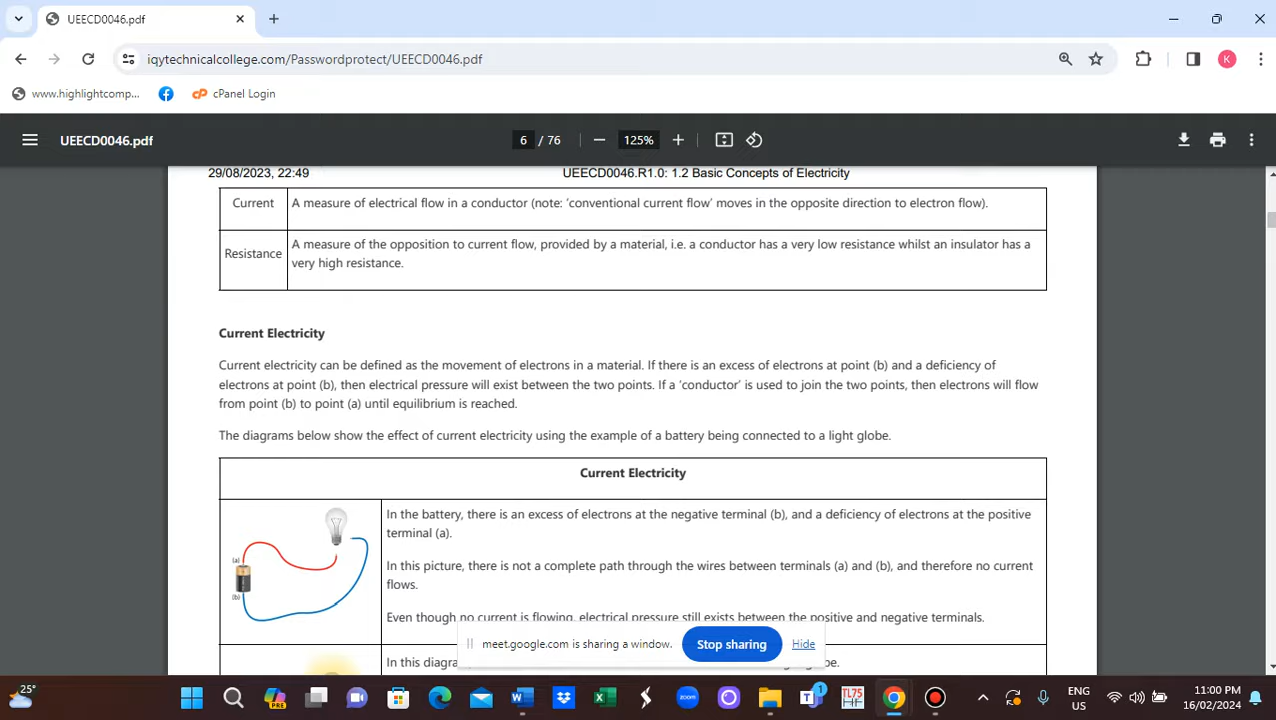 UEECD0046.pdf
iqytechnicalcollege.com/Passwordprotect/UEECD0046.pdf
K
www.highlightcomp...
cPanel Login
UEECD0046.pdf
6 / 76
125%
29/08/2023, 22:49 UEECD0046.R1.0: 1.2 Basic Concepts of Electricity
Current A measure of electrical flow in a conductor (note: ‘conventional current flow’ moves in the opposite direction to electron flow).
A measure of the opposition to current flow, provided by a material, i.e. a conductor has a very low resistance whilst an insulator has a
Resistance
very high resistance.
Current Electricity
Current electricity can be defined as the movement of electrons in a material. If there is an excess of electrons at point (b) and a deficiency of
electrons at point (b), then electrical pressure will exist between the two points. If a ‘conductor’ is used to join the two points, then electrons will flow
from point (b) to point (a) until equilibrium is reached.
The diagrams below show the effect of current electricity using the example of a battery being connected to a light globe.
Current Electricity
(a)
(b)
In the battery, there is an excess of electrons at the negative terminal (b), and a deficiency of electrons at the positive
terminal (a).
In this picture, there is not a complete path through the wires between terminals (a) and (b), and therefore no current
flows.
Even though no current is flowing, electrical pressure still exists between the positive and negative terminals.
meet.google.com is sharing a window.
Stop sharing
Hide
In this diagra
be.
25°
PRE
zoom
1
TL75
ENG
US
11:00 PM
16/02/2024